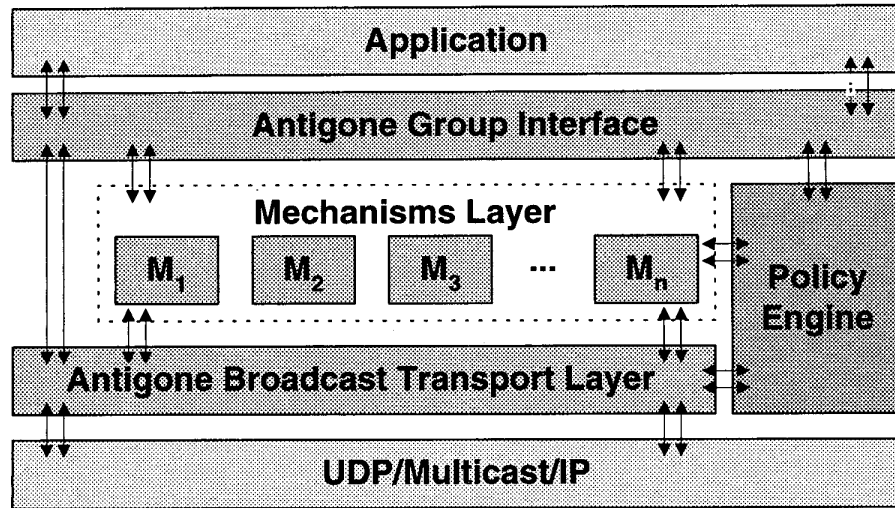 Application
Antigone Group Interface
Mechanisms Layer
M1 M2 M3 ... Mn
Policy
Engine
Antigone Broadcast Transport Layer
UDP/Multicast/IP